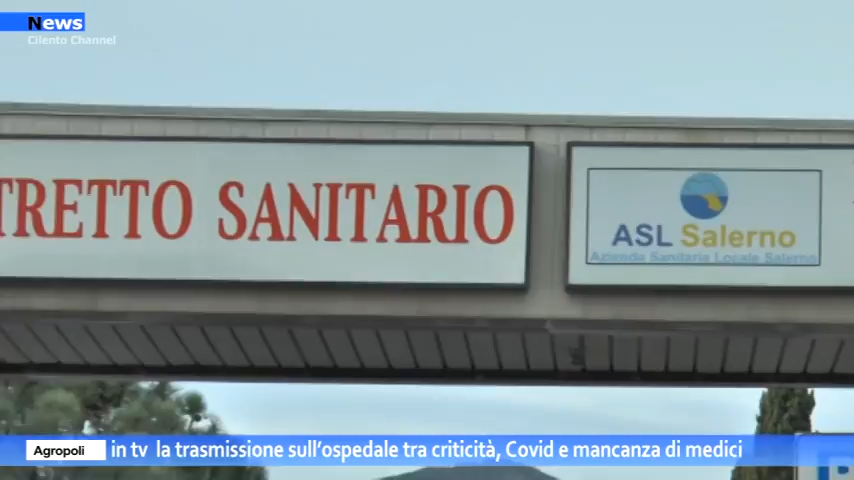 News
Cilento Channel
TRETTO SANITARIO
ASL Salerno
Azienda Sanitaria Locale Salerno
Agropoli in tv la trasmissione sull'ospedale tra criticità, Covid e mancanza di medici